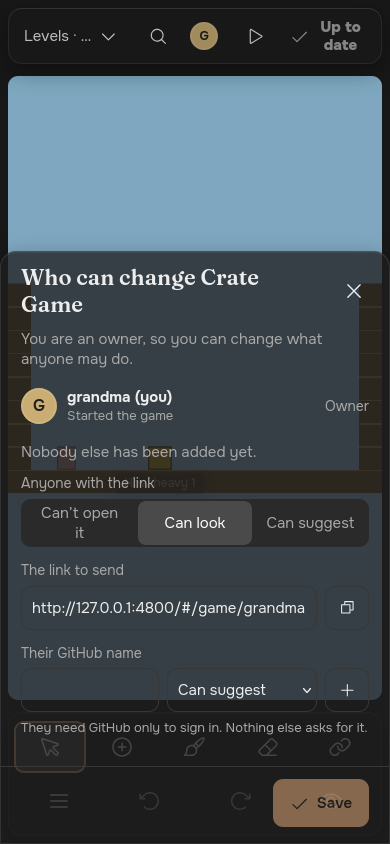 Levels · ...
G
Up to
date
Who can change Crate
Game
You are an owner, so you can change what
anyone may do.
G
grandma (you)
Started the game
Owner
Nobody else has been added yet.
Anyone with the link
heavy 1
Can't open
it
Can look
Can suggest
The link to send
http://127.0.0.1:4800/#/game/grandma
Their GitHub name
Can suggest
They need GitHub only to sign in. Nothing else asks for it.
Save